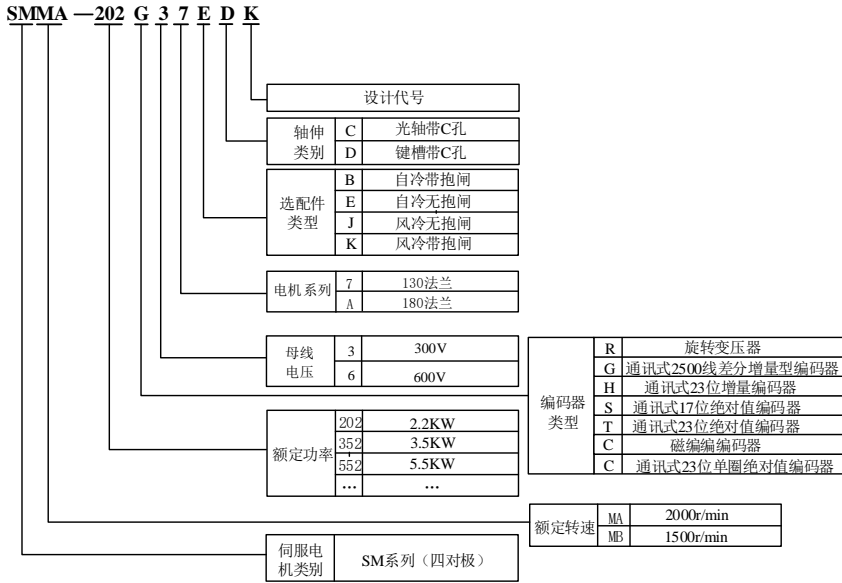 SMMA—202 G 3 7 E D K
设计代号
轴伸类别
C 光轴带C孔
D 键槽带C孔
选配件类型
B 自冷带抱闸
E 自冷无抱闸
J 风冷无抱闸
K 风冷带抱闸
电机系列
7 130法兰
A 180法兰
母线电压
3 300V
6 600V
编码器类型
R 旋转变压器
G 通讯式2500线差分增量型编码器
H 通讯式23位增量编码器
S 通讯式17位绝对值编码器
T 通讯式23位绝对值编码器
C 磁编编编码器
C 通讯式23位单圈绝对值编码器
额定功率
202 2.2KW
352 3.5KW
552 5.5KW
… …
额定转速
MA 2000r/min
MB 1500r/min
伺服电机类别
SM系列（四对极）